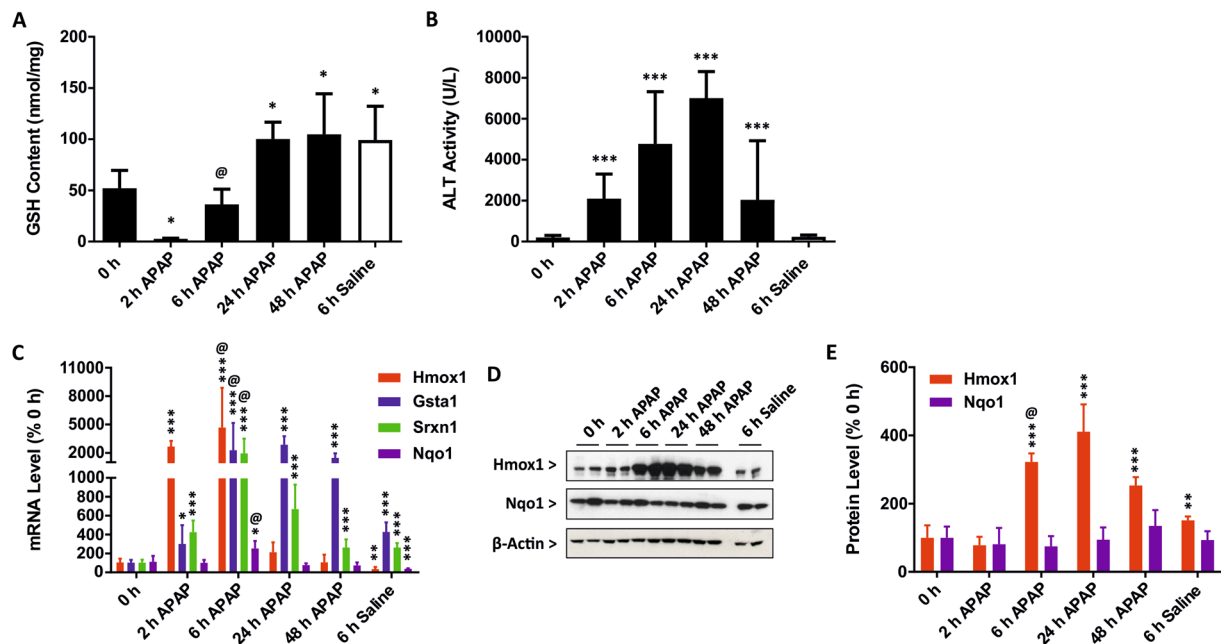 A
GSH Content (nmol/mg)
200
150
100
50
0
*
@
*
*
*
0 h
2 h APAP
6 h APAP
24 h APAP
48 h APAP
6 h Saline
B
ALT Activity (U/L)
10000
8000
6000
4000
2000
0
***
***
***
***
0 h
2 h APAP
6 h APAP
24 h APAP
48 h APAP
6 h Saline
C
mRNA Level (% 0 h)
11000
9000
7000
5000
3000
1000
800
600
400
200
0
Hmox1
Gsta1
Srxn1
Nqo1
***
*
***
*** @
*** @
*** @
* @
***
***
***
***
**
***
***
***
0 h
2 h APAP
6 h APAP
24 h APAP
48 h APAP
6 h Saline
D
0 h
2 h APAP
6 h APAP
24 h APAP
48 h APAP
6 h Saline
Hmox1 >
Nqo1 >
β-Actin >
E
Protein Level (% 0 h)
600
400
200
0
Hmox1
Nqo1
*** @
***
***
**
0 h
2 h APAP
6 h APAP
24 h APAP
48 h APAP
6 h Saline